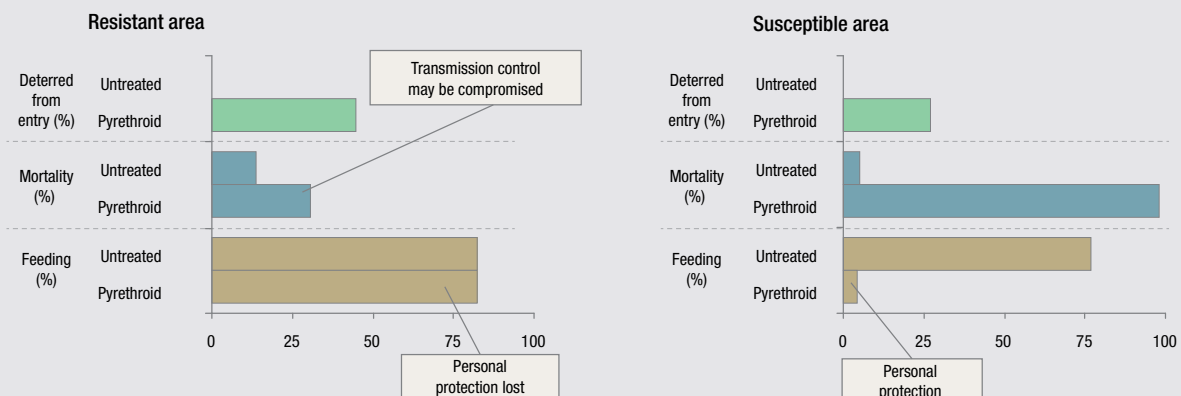 Resistant area
Deterred
from
entry (%)
Untreated
Pyrethroid
Mortality
(%)
Untreated
Pyrethroid
Feeding
(%)
Untreated
Pyrethroid
0 25 50 75 100
Transmission control
may be compromised
Personal
protection lost
Susceptible area
Deterred
from
entry (%)
Untreated
Pyrethroid
Mortality
(%)
Untreated
Pyrethroid
Feeding
(%)
Untreated
Pyrethroid
0 25 50 75 100
Personal
protection